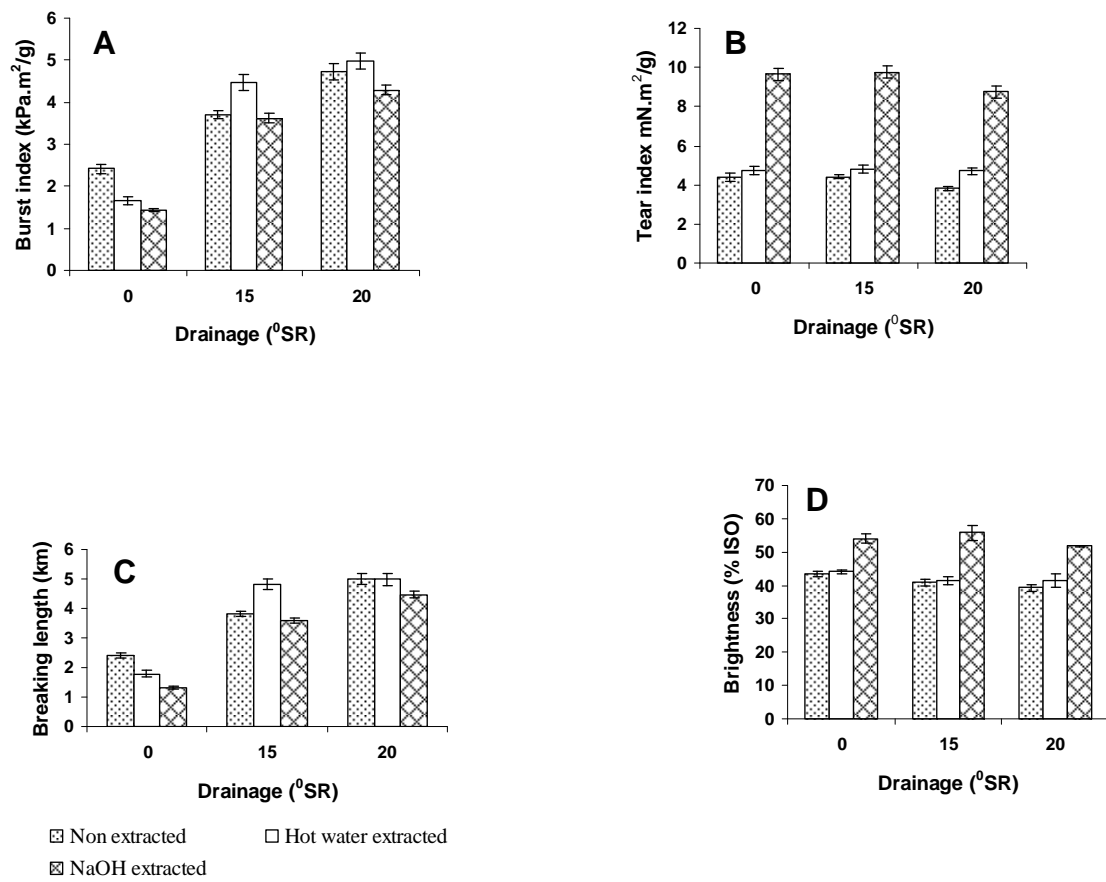 A
Burst index (kPa.m²/g)
6
5
4
3
2
1
0
0 15 20
Drainage (⁰SR)
B
Tear index mN.m²/g)
12
10
8
6
4
2
0
0 15 20
Drainage (⁰SR)
C
Breaking length (km)
6
5
4
3
2
1
0
0 15 20
Drainage (⁰SR)
D
Brightness (% ISO)
70
60
50
40
30
20
10
0
0 15 20
Drainage (⁰SR)
Non extracted Hot water extracted
NaOH extracted